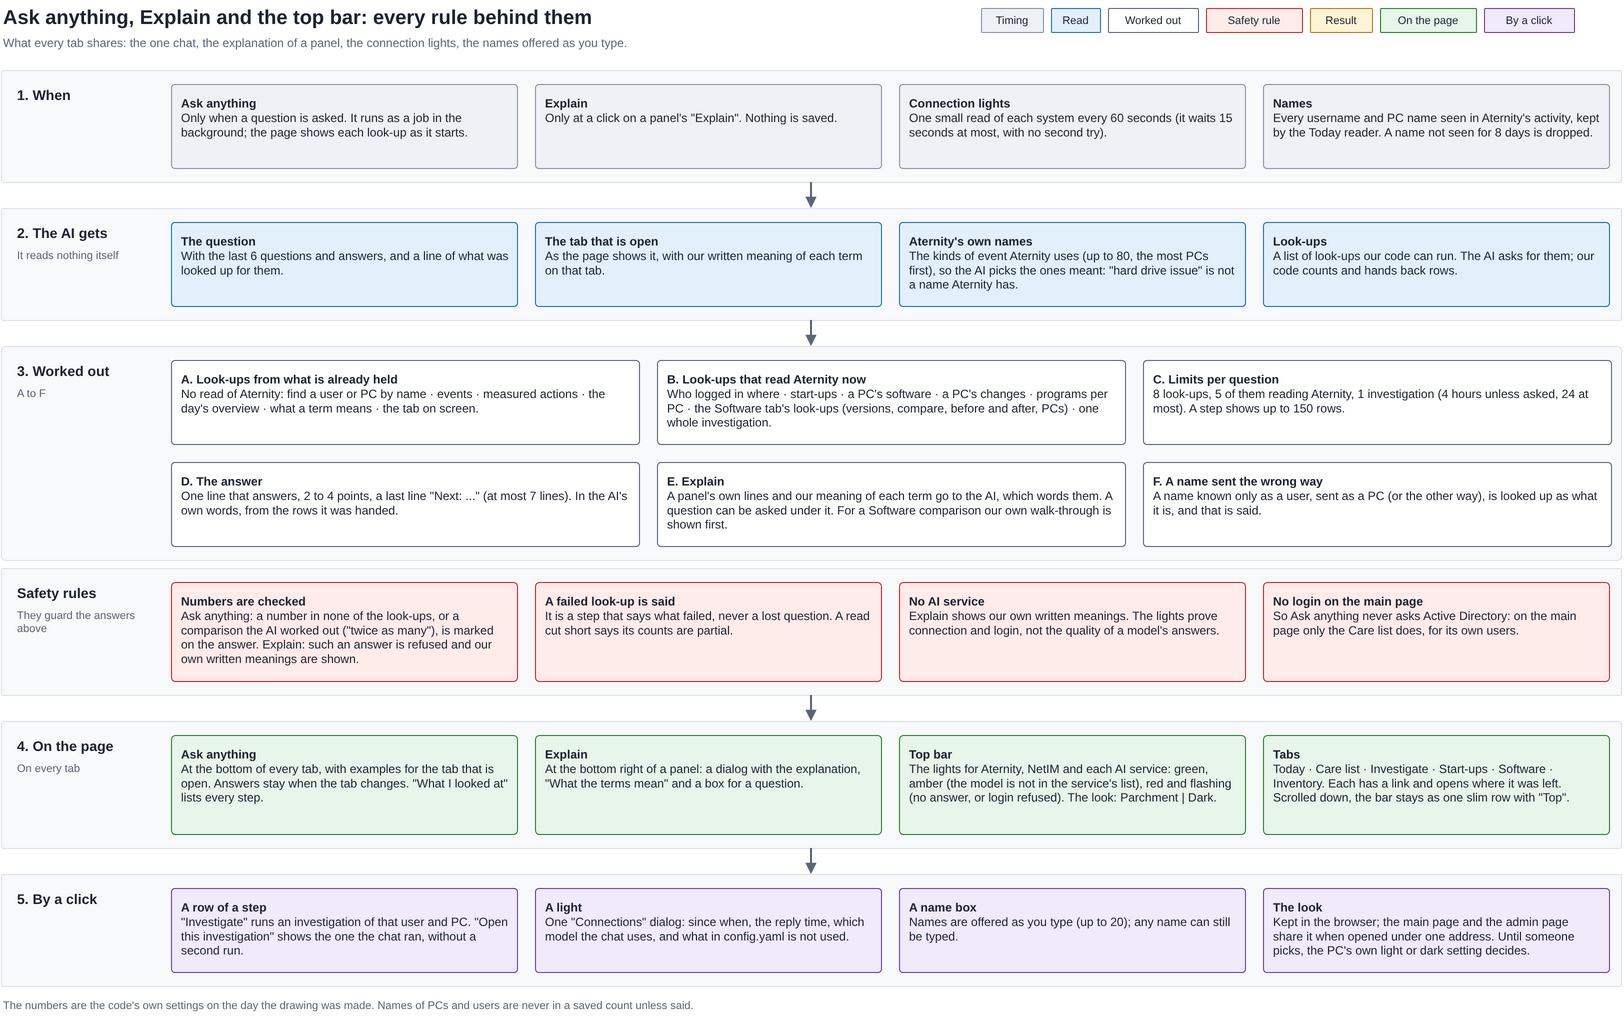 Ask anything, Explain and the top bar: every rule behind them
Timing
Read
Worked out
Safety rule
Result
On the page
By a click
What every tab shares: the one chat, the explanation of a panel, the connection lights, the names offered as you type.
1. When
Ask anything
Only when a question is asked. It runs as a job in the
background; the page shows each look-up as it starts.
Explain
Only at a click on a panel's "Explain". Nothing is saved.
Connection lights
One small read of each system every 60 seconds (it waits 15
seconds at most, with no second try).
Names
Every username and PC name seen in Aternity's activity, kept
by the Today reader. A name not seen for 8 days is dropped.
2. The AI gets
It reads nothing itself
The question
With the last 6 questions and answers, and a line of what was
looked up for them.
The tab that is open
As the page shows it, with our written meaning of each term
on that tab.
Aternity's own names
The kinds of event Aternity uses (up to 80, the most PCs
first), so the AI picks the ones meant: "hard drive issue" is not
a name Aternity has.
Look-ups
A list of look-ups our code can run. The AI asks for them; our
code counts and hands back rows.
3. Worked out
A to F
A. Look-ups from what is already held
No read of Aternity: find a user or PC by name · events · measured actions · the
day's overview · what a term means · the tab on screen.
B. Look-ups that read Aternity now
Who logged in where · start-ups · a PC's software · a PC's changes · programs per
PC · the Software tab's look-ups (versions, compare, before and after, PCs) · one
whole investigation.
C. Limits per question
8 look-ups, 5 of them reading Aternity, 1 investigation (4 hours unless asked, 24 at
most). A step shows up to 150 rows.
D. The answer
One line that answers, 2 to 4 points, a last line "Next: ..." (at most 7 lines). In the AI's
own words, from the rows it was handed.
E. Explain
A panel's own lines and our meaning of each term go to the AI, which words them. A
question can be asked under it. For a Software comparison our own walk-through is
shown first.
F. A name sent the wrong way
A name known only as a user, sent as a PC (or the other way), is looked up as what
it is, and that is said.
Safety rules
They guard the answers
above
Numbers are checked
Ask anything: a number in none of the look-ups, or a
comparison the AI worked out ("twice as many"), is marked
on the answer. Explain: such an answer is refused and our
own written meanings are shown.
A failed look-up is said
It is a step that says what failed, never a lost question. A read
cut short says its counts are partial.
No AI service
Explain shows our own written meanings. The lights prove
connection and login, not the quality of a model's answers.
No login on the main page
So Ask anything never asks Active Directory: on the main
page only the Care list does, for its own users.
4. On the page
On every tab
Ask anything
At the bottom of every tab, with examples for the tab that is
open. Answers stay when the tab changes. "What I looked at"
lists every step.
Explain
At the bottom right of a panel: a dialog with the explanation,
"What the terms mean" and a box for a question.
Top bar
The lights for Aternity, NetIM and each AI service: green,
amber (the model is not in the service's list), red and flashing
(no answer, or login refused). The look: Parchment | Dark.
Tabs
Today · Care list · Investigate · Start-ups · Software ·
Inventory. Each has a link and opens where it was left.
Scrolled down, the bar stays as one slim row with "Top".
5. By a click
A row of a step
"Investigate" runs an investigation of that user and PC. "Open
this investigation" shows the one the chat ran, without a
second run.
A light
One "Connections" dialog: since when, the reply time, which
model the chat uses, and what in config.yaml is not used.
A name box
Names are offered as you type (up to 20); any name can still
be typed.
The look
Kept in the browser; the main page and the admin page
share it when opened under one address. Until someone
picks, the PC's own light or dark setting decides.
The numbers are the code's own settings on the day the drawing was made. Names of PCs and users are never in a saved count unless said.